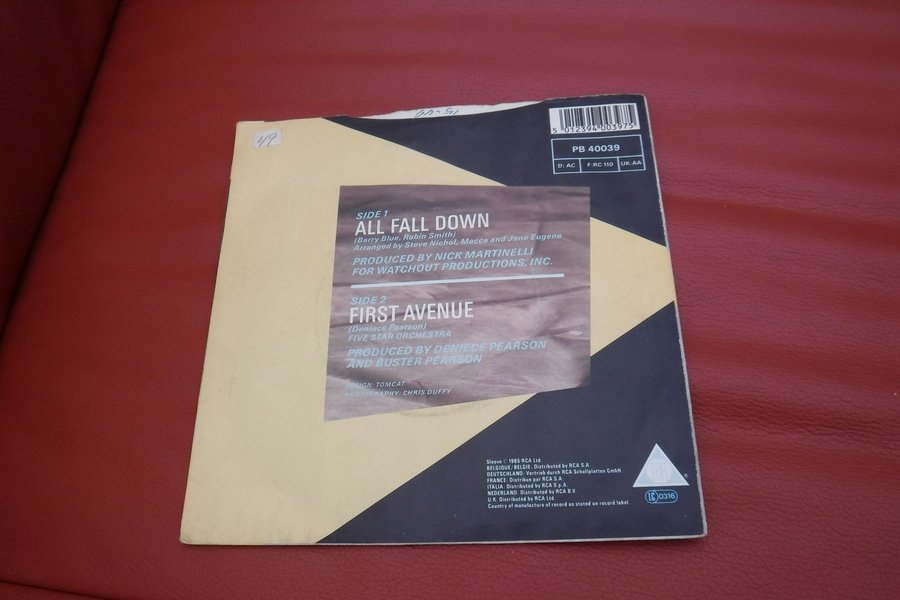 49
5 012394 003975
PB 40039
D: AC F: RC 110 UK: AA
SIDE 1
ALL FALL DOWN
(Barry Blue, Robin Smith)
Arranged by Steve Nichol, Macca and Jane Eugene
PRODUCED BY NICK MARTINELLI
FOR WATCHOUT PRODUCTIONS, INC.
SIDE 2
FIRST AVENUE
(Deniece Pearson)
FIVE STAR ORCHESTRA
PRODUCED BY DENIECE PEARSON
AND BUSTER PEARSON
DESIGN: TOMCAT
PHOTOGRAPHY: CHRIS DUFFY
Sleeve © 1985 RCA Ltd.
BELGIQUE/BELGIE: Distributed by RCA S.A.
DEUTSCHLAND: Vertrieb durch RCA Schallplatten GmbH.
FRANCE: Distribue par RCA S.A.
ITALIA: Distributed by RCA S.p.A.
NEDERLAND: Distributed by RCA B.V.
U.K. Distributed by RCA Ltd.
Country of manufacture of record as stated on record label.
LC 0316